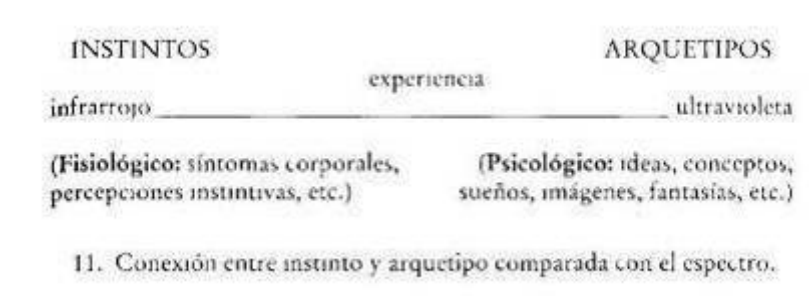 INSTINTOS ARQUETIPOS
experiencia
infrarrojo ultravioleta
(Fisiológico: síntomas corporales, (Psicológico: ideas, conceptos,
percepciones instintivas, etc.) sueños, imágenes, fantasías, etc.)
11. Conexión entre instinto y arquetipo comparada con el espectro.